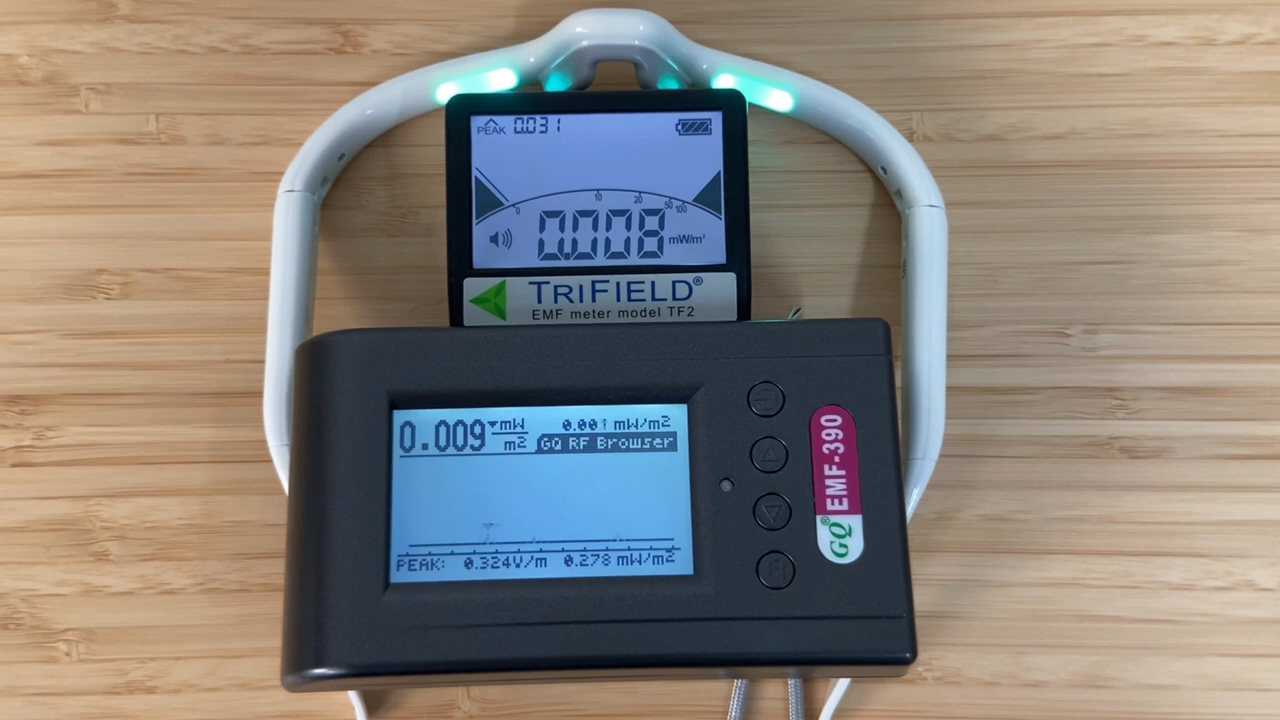 PEAK 0.031
0 10 20 50 100
0.008 mW/m²
TRIFIELD®
EMF meter model TF2
0.009 mW/m2 0.001 mW/m2
GQ RF Browser
PEAK: 0.324V/m 0.278 mW/m2
GQ® EMF-390